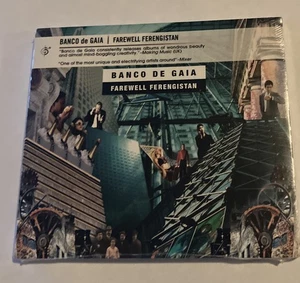 BANCO de GAIA | FAREWELL FERENGISTAN
"Banco de Gaia consistently releases albums of wondrous beauty
and almost mind-boggling creativity."-Making Music (UK)
"One of the most unique and electrifying artists around"-Mixer
BANCO DE GAIA
FAREWELL FERENGISTAN